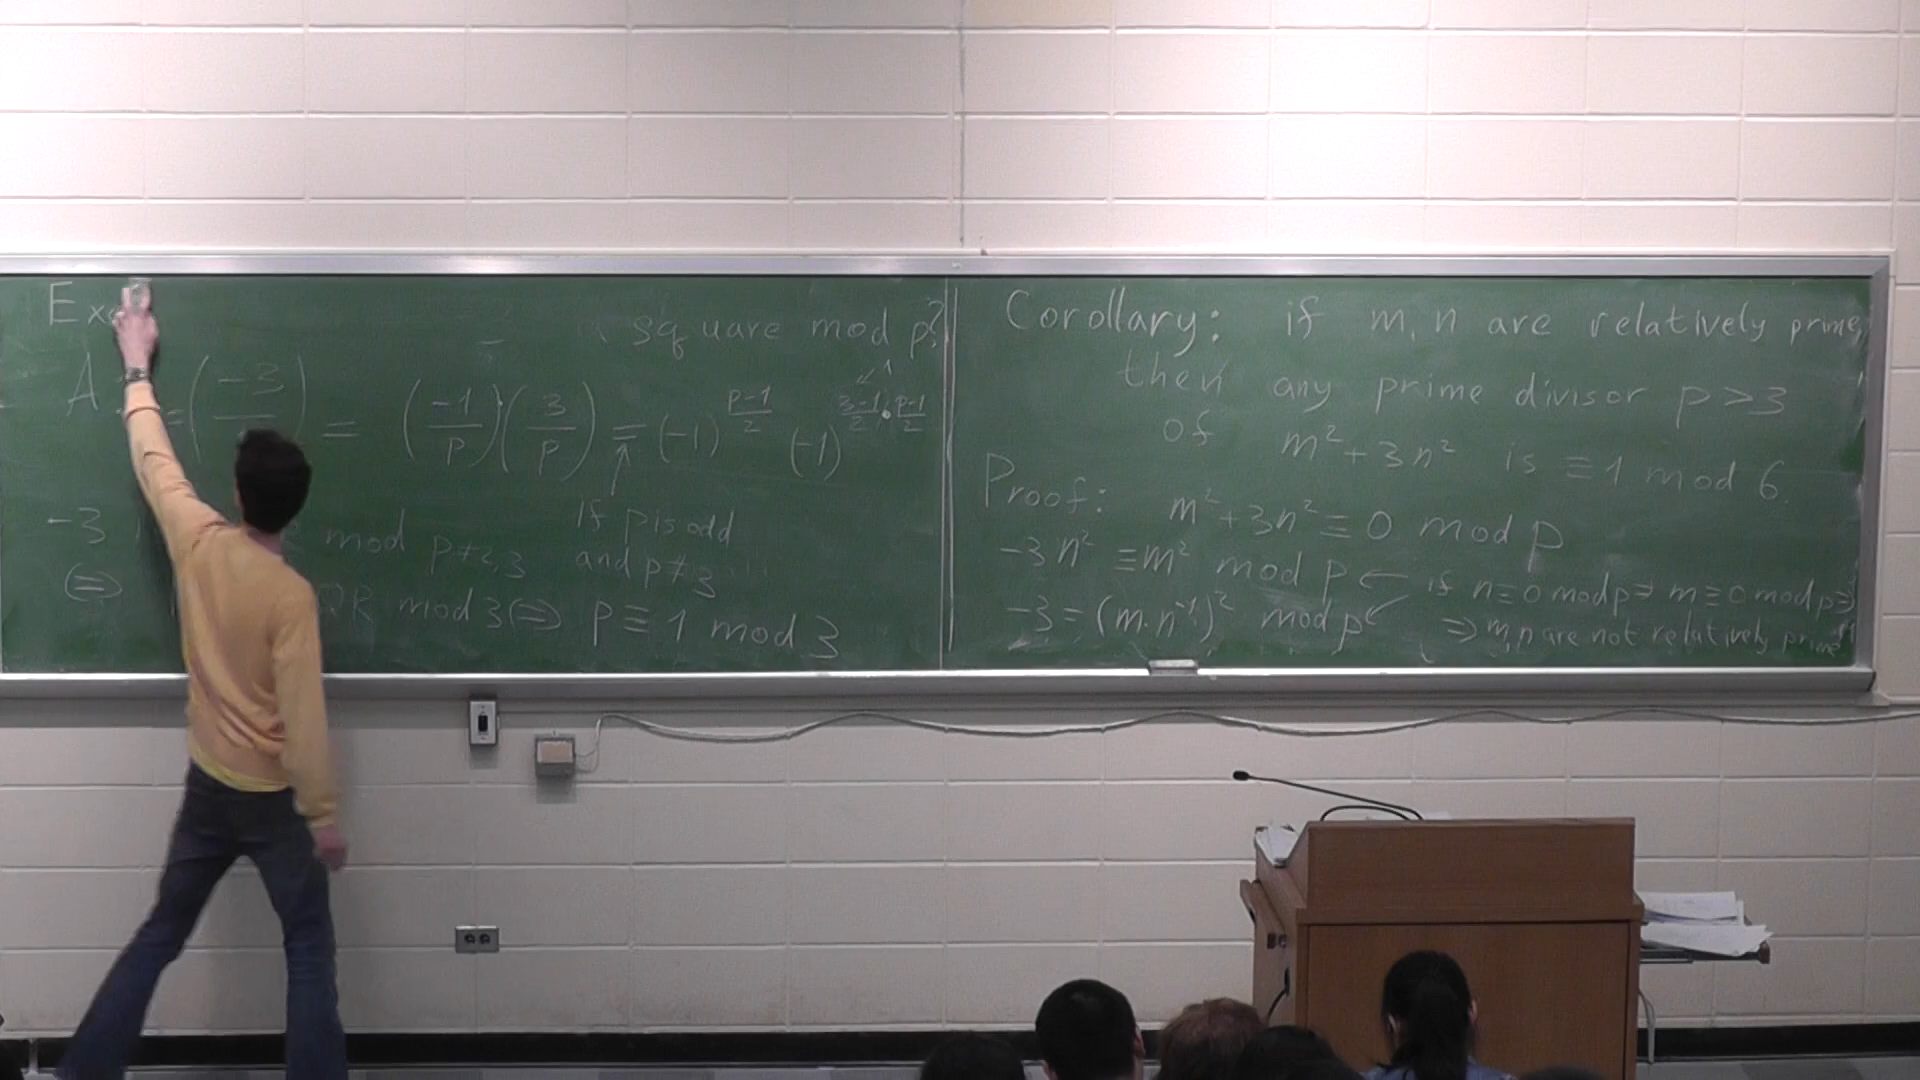 Ex
a square mod p?
A = (-3/ ) = (-1/p)(3/p) = (-1)^{p-1/2} (-1)^{3-1/2 · p-1/2}
1
-3 mod p≠2,3 if p is odd
and p≠3
⇔ QR mod 3 ⇔ p ≡ 1 mod 3
Corollary: if m, n are relatively prime,
then any prime divisor p > 3
of m² + 3n² is ≡ 1 mod 6.
Proof: m² + 3n² ≡ 0 mod p
-3n² ≡ m² mod p ← if n ≡ 0 mod p ⇒ m ≡ 0 mod p ⇒
-3 = (m·n⁻¹)² mod p ↙ ⇒ m, n are not relatively prime